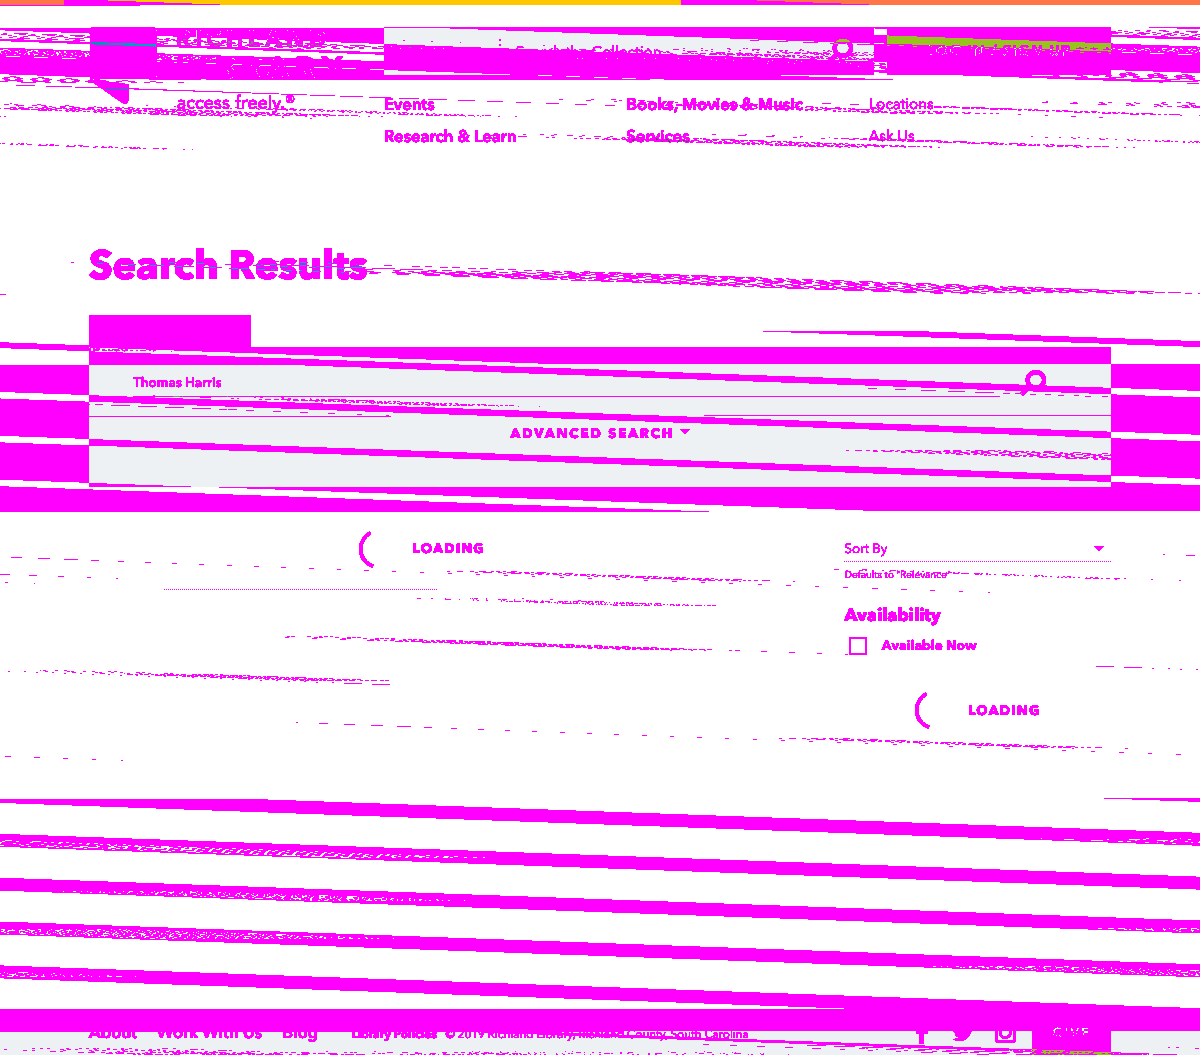 RICHLAND
LIBRARY
Search the Collection
access freely.®
Events
Books, Movies & Music
Locations
Research & Learn
Services
Ask Us
Search Results
Thomas Harris
ADVANCED SEARCH
LOADING
Sort By
Defaults to "Relevance"
Availability
Available Now
LOADING
About Work With Us Blog Library Policies © 2019 Richland Library, Richland County, South Carolina
GIVE